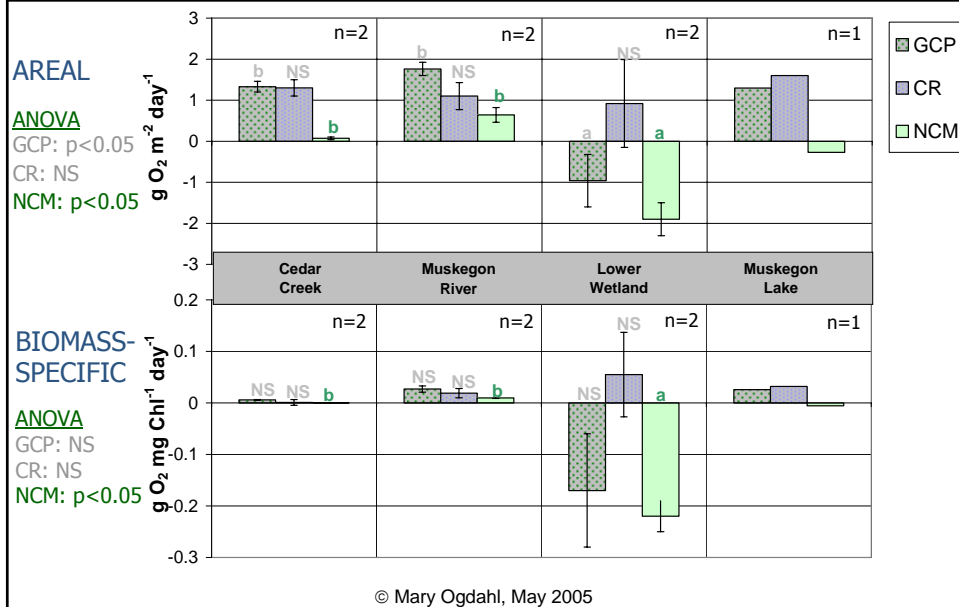 AREAL
ANOVA
GCP: p<0.05
CR: NS
NCM: p<0.05
g O₂ m⁻² day⁻¹
3
2
1
0
-1
-2
-3
n=2
b
NS
b
n=2
b
NS
b
n=2
a
NS
a
n=1
GCP
CR
NCM
Cedar
Creek
Muskegon
River
Lower
Wetland
Muskegon
Lake
BIOMASS-
SPECIFIC
ANOVA
GCP: NS
CR: NS
NCM: p<0.05
g O₂ mg Chl⁻¹ day⁻¹
0.2
0.1
0
-0.1
-0.2
-0.3
n=2
NS
NS
b
n=2
NS
NS
b
n=2
NS
NS
a
n=1
© Mary Ogdahl, May 2005